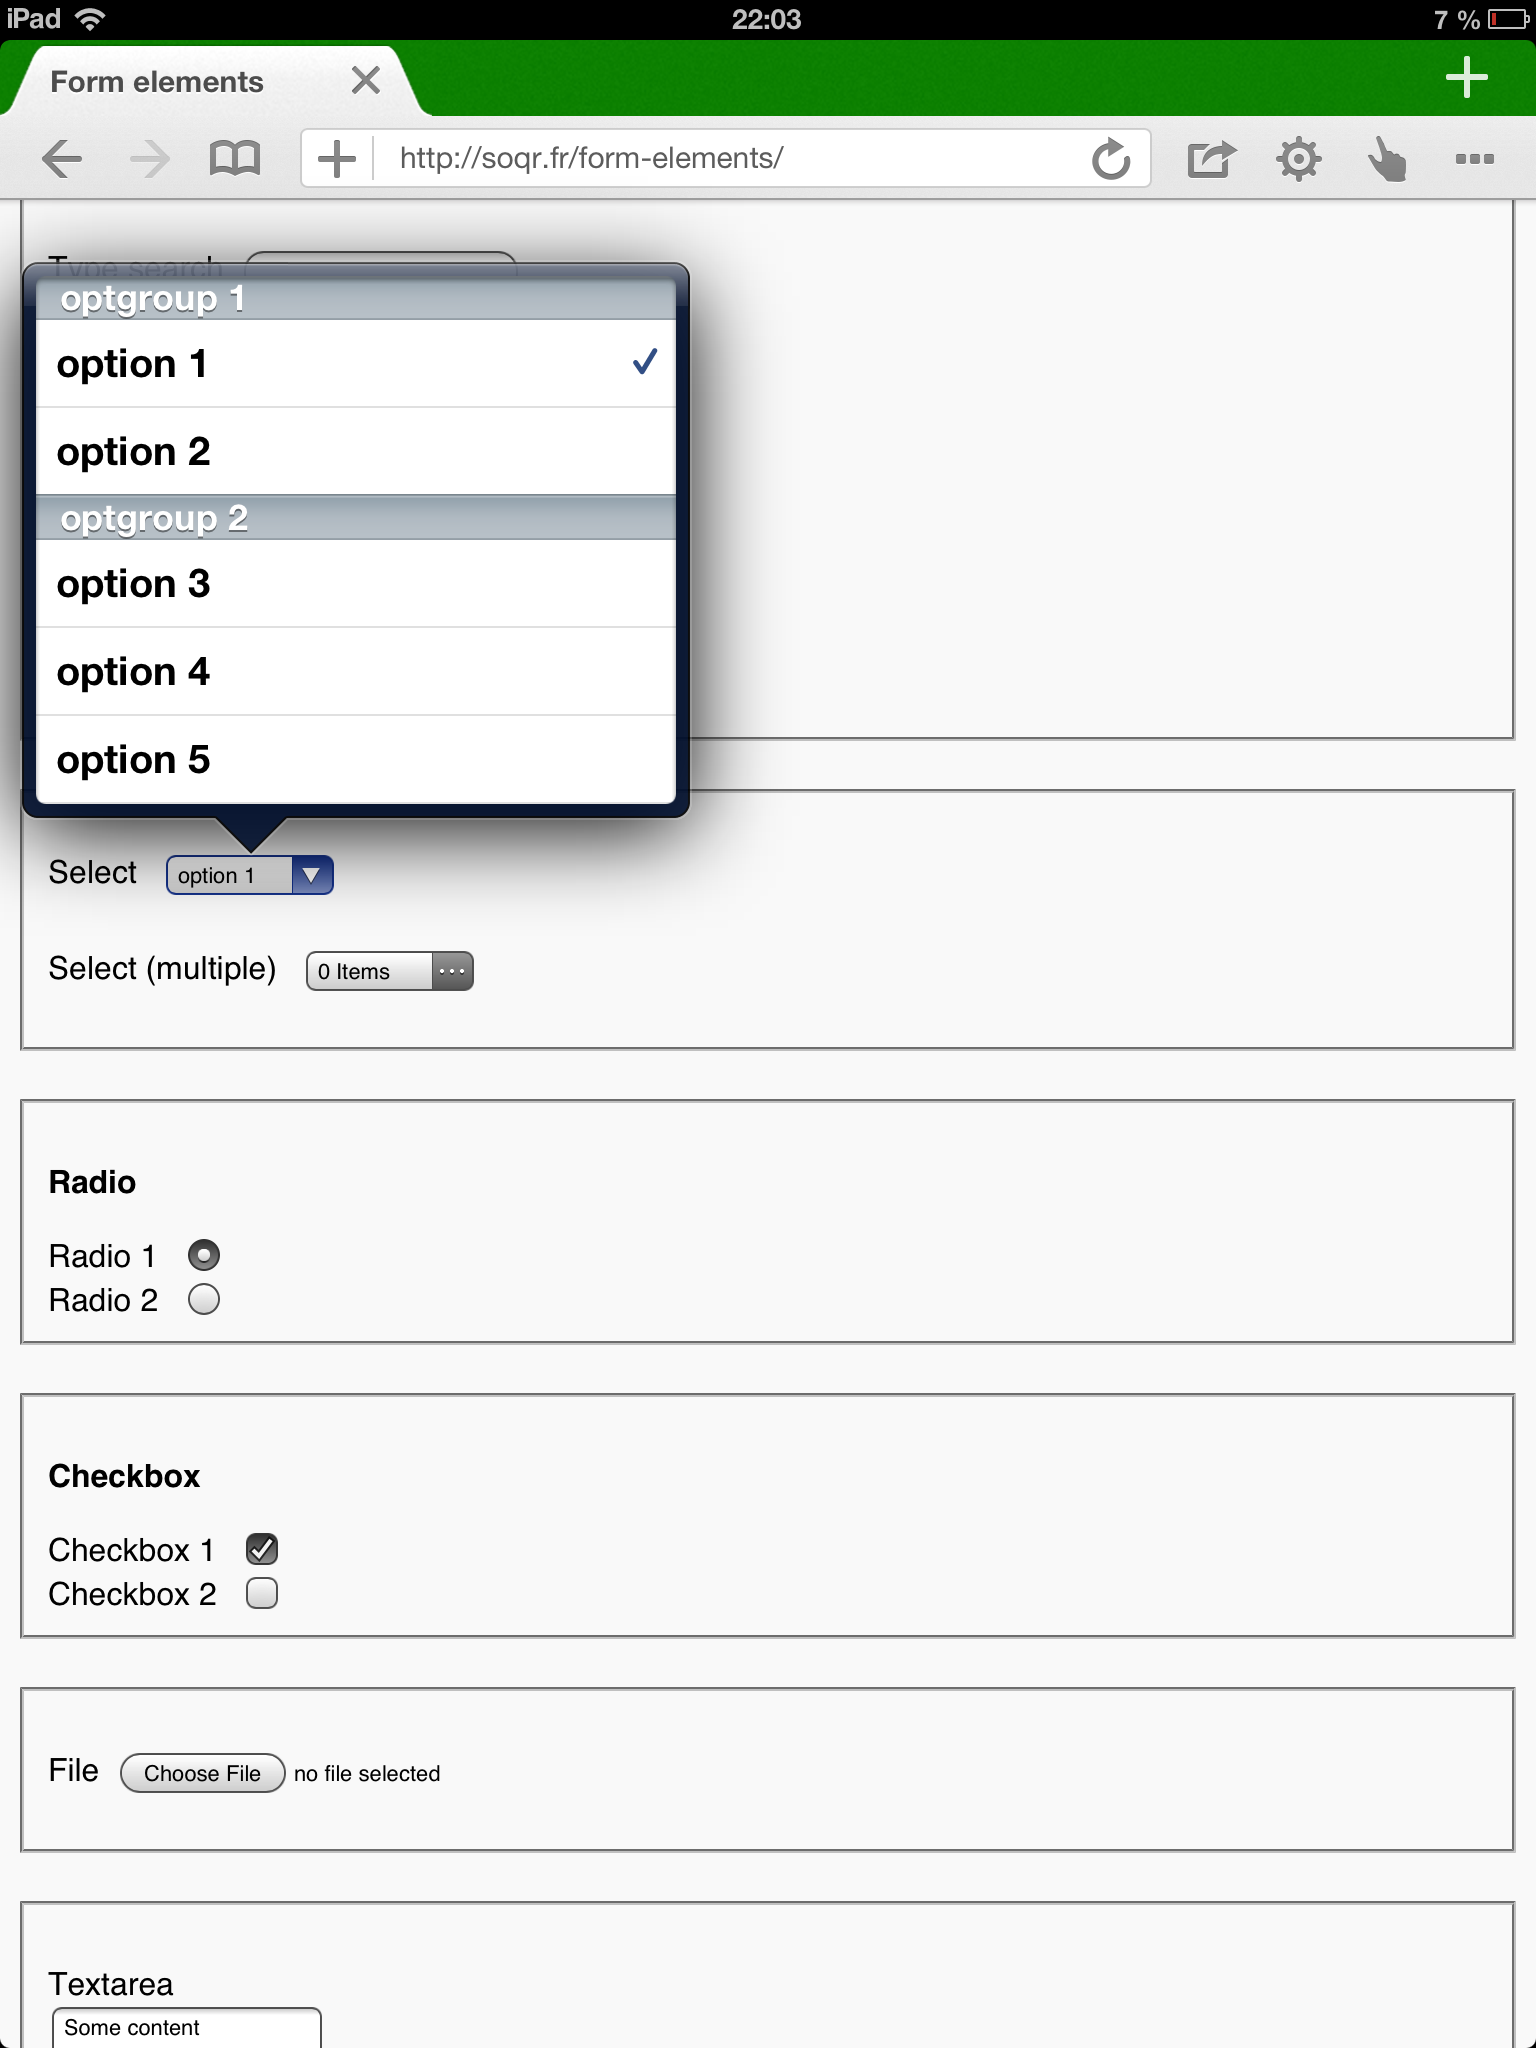 iPad 22:03 7 %
Form elements
http://soqr.fr/form-elements/
Type search
optgroup 1
option 1
option 2
optgroup 2
option 3
option 4
option 5
Select option 1
Select (multiple) 0 Items
Radio
Radio 1
Radio 2
Checkbox
Checkbox 1
Checkbox 2
File Choose File no file selected
Textarea
Some content